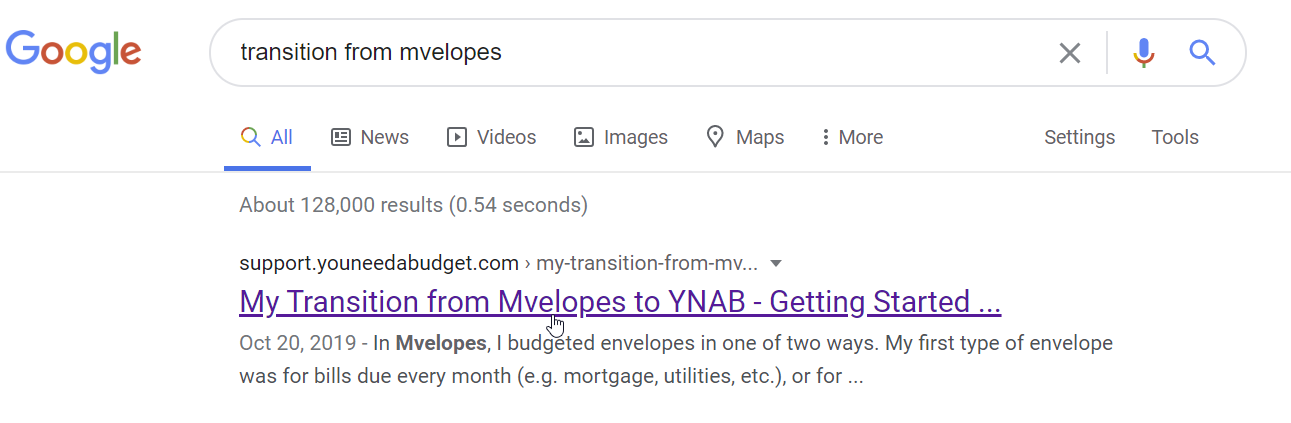 Google
transition from mvelopes
All News Videos Images Maps More Settings Tools
About 128,000 results (0.54 seconds)
support.youneedabudget.com › my-transition-from-mv...
My Transition from Mvelopes to YNAB - Getting Started ...
Oct 20, 2019 - In Mvelopes, I budgeted envelopes in one of two ways. My first type of envelope
was for bills due every month (e.g. mortgage, utilities, etc.), or for ...